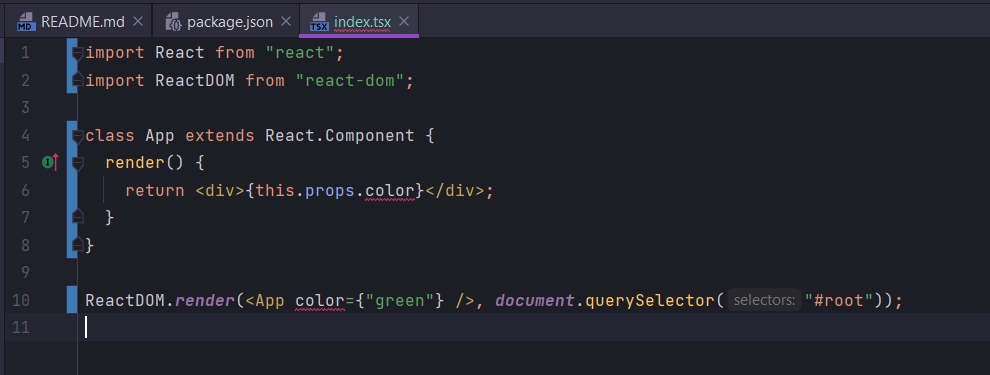 README.md package.json index.tsx
1 import React from "react";
2 import ReactDOM from "react-dom";
3
4 class App extends React.Component {
5 render() {
6 return <div>{this.props.color}</div>;
7 }
8 }
9
10 ReactDOM.render(<App color={"green"} />, document.querySelector( selectors: "#root"));
11